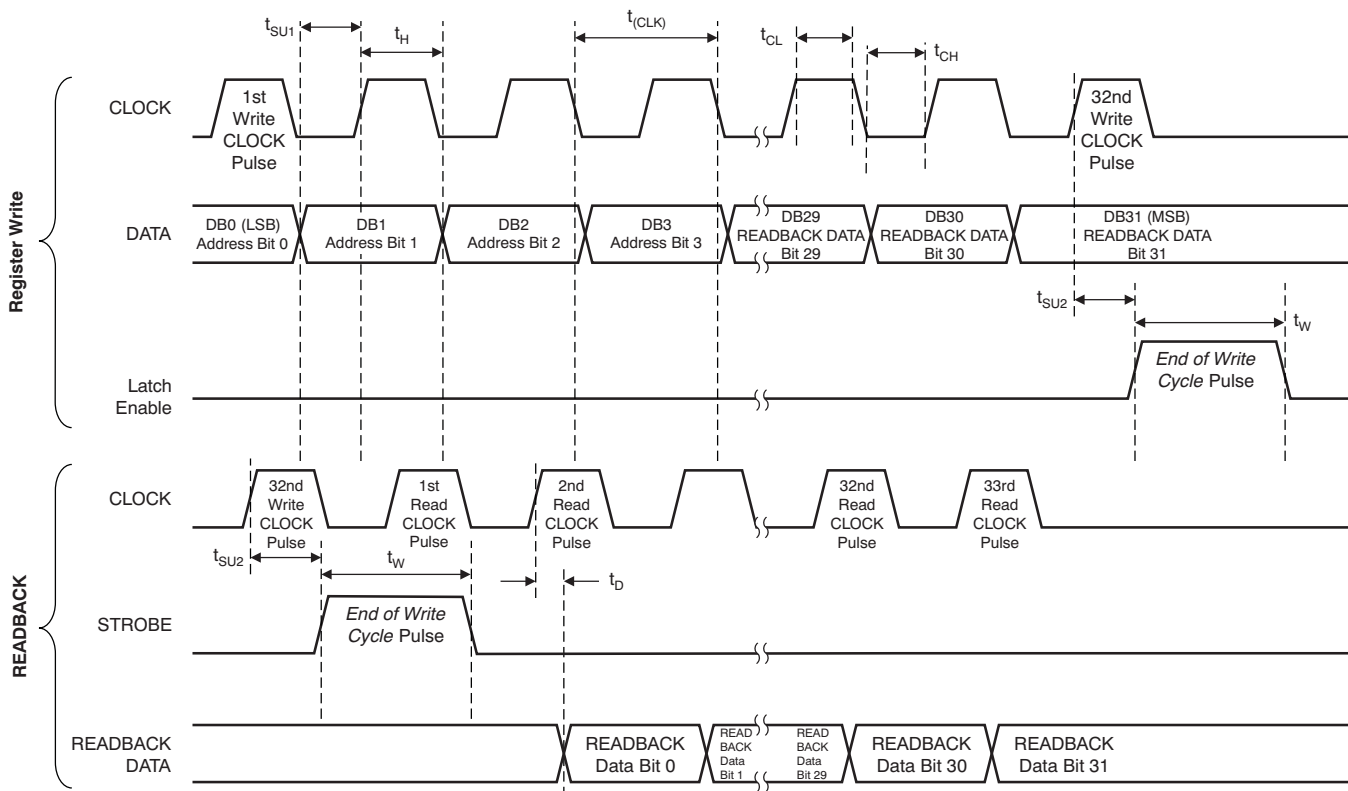 tSU1
tH
t(CLK)
tCL
tCH
Register Write
CLOCK
1st
Write
CLOCK
Pulse
32nd
Write
CLOCK
Pulse
DATA
DB0 (LSB)
Address Bit 0
DB1
Address Bit 1
DB2
Address Bit 2
DB3
Address Bit 3
DB29
READBACK DATA
Bit 29
DB30
READBACK DATA
Bit 30
DB31 (MSB)
READBACK DATA
Bit 31
tSU2
tW
Latch
Enable
End of Write
Cycle Pulse
READBACK
CLOCK
32nd
Write
CLOCK
Pulse
1st
Read
CLOCK
Pulse
2nd
Read
CLOCK
Pulse
32nd
Read
CLOCK
Pulse
33rd
Read
CLOCK
Pulse
tSU2
tW
tD
STROBE
End of Write
Cycle Pulse
READBACK
DATA
READBACK
Data Bit 0
READ
BACK
Data
Bit 1
READ
BACK
Data
Bit 29
READBACK
Data Bit 30
READBACK
Data Bit 31